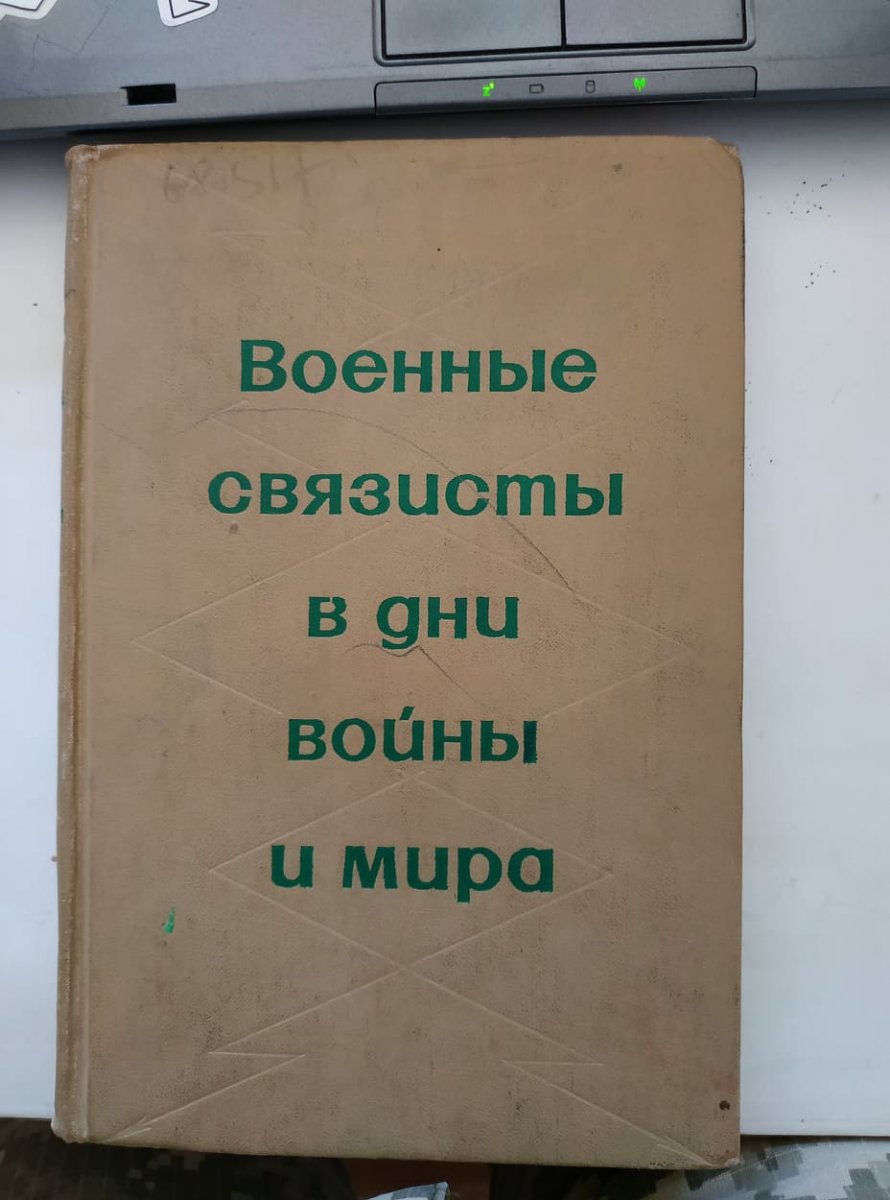 Военные
связисты
в дни
войны
и мира